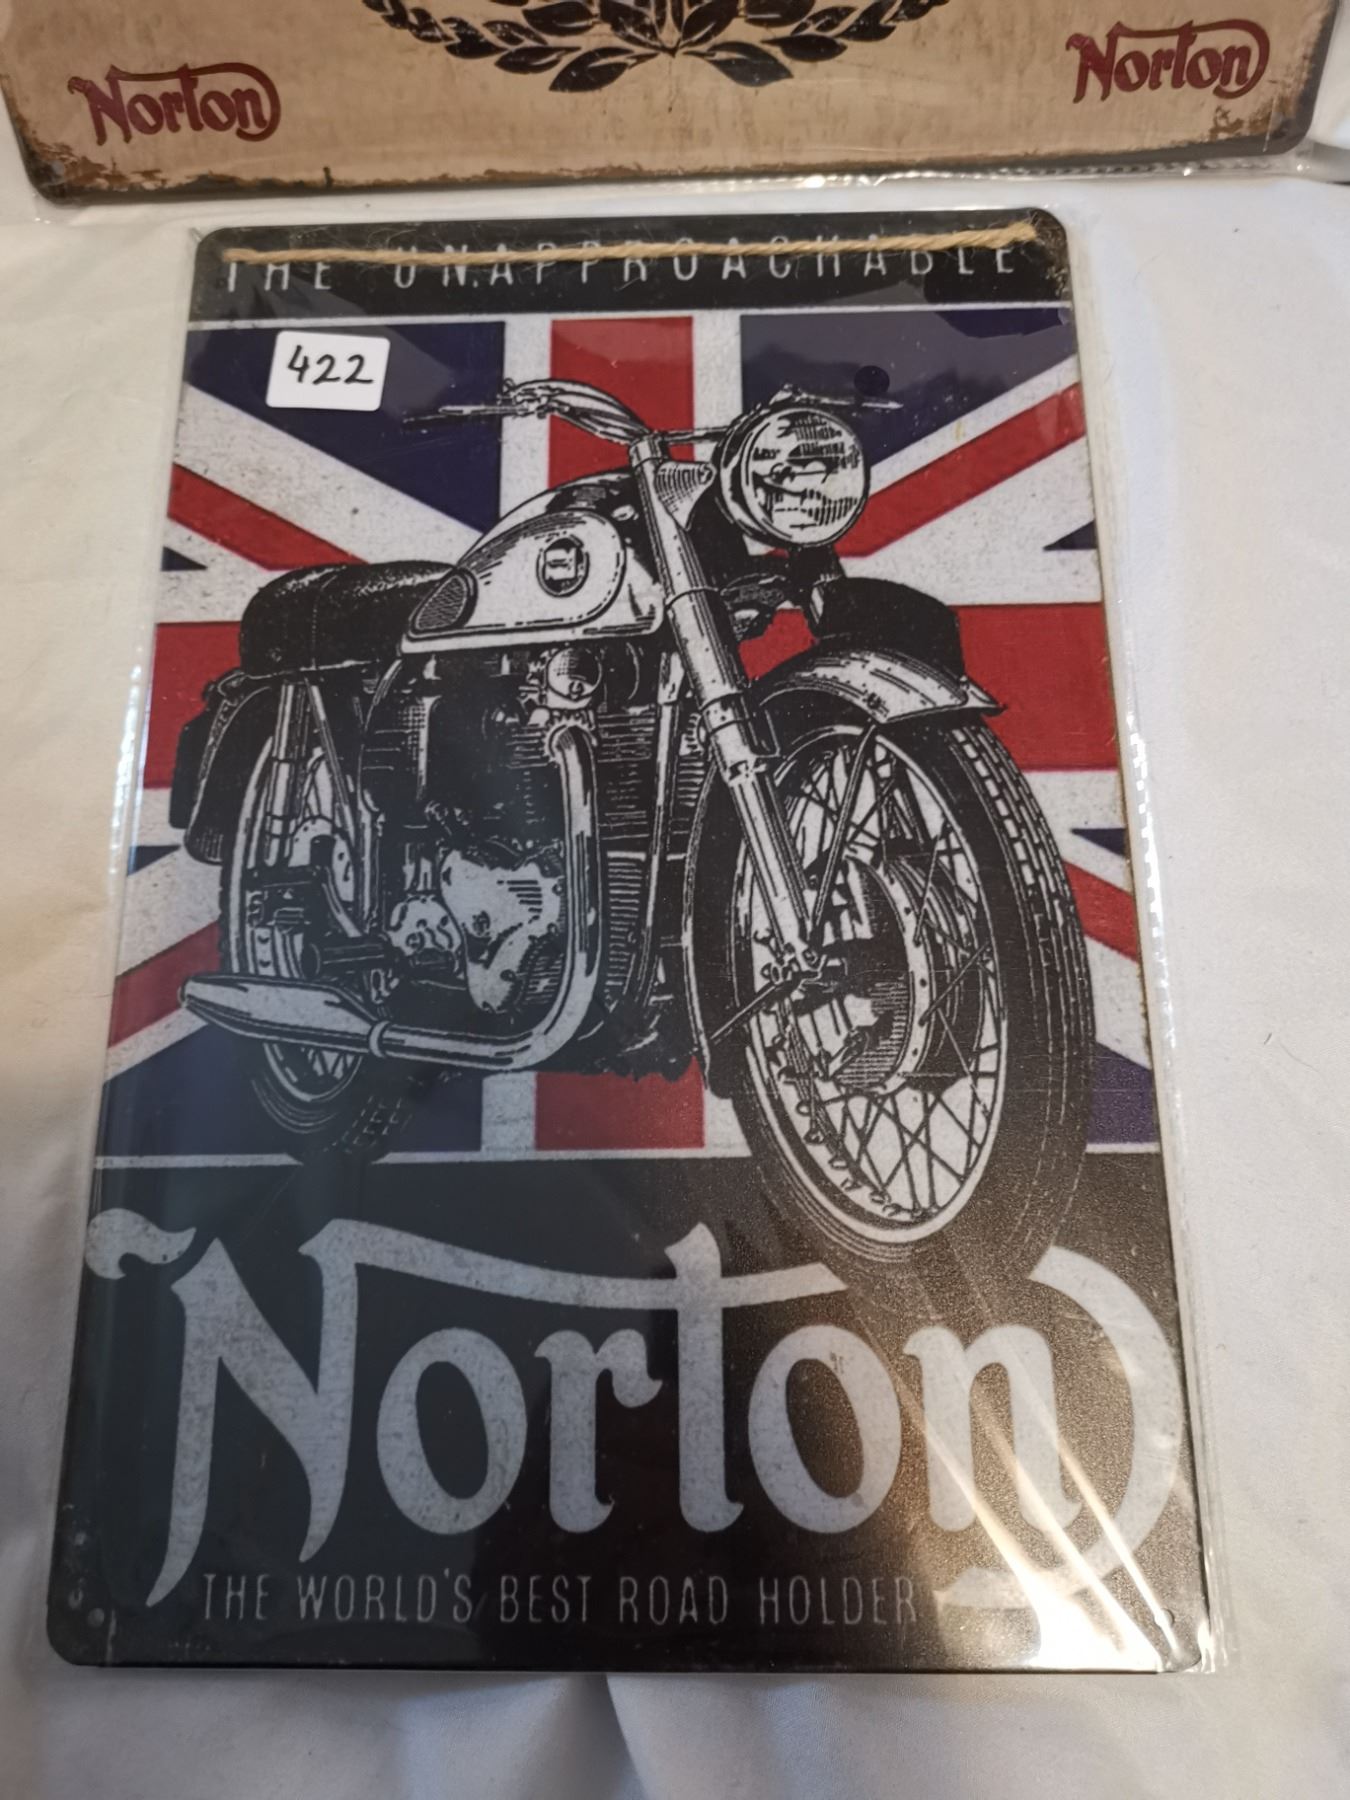 Norton
Norton
THE UNAPPROACHABLE
422
Norton
THE WORLD'S BEST ROAD HOLDER